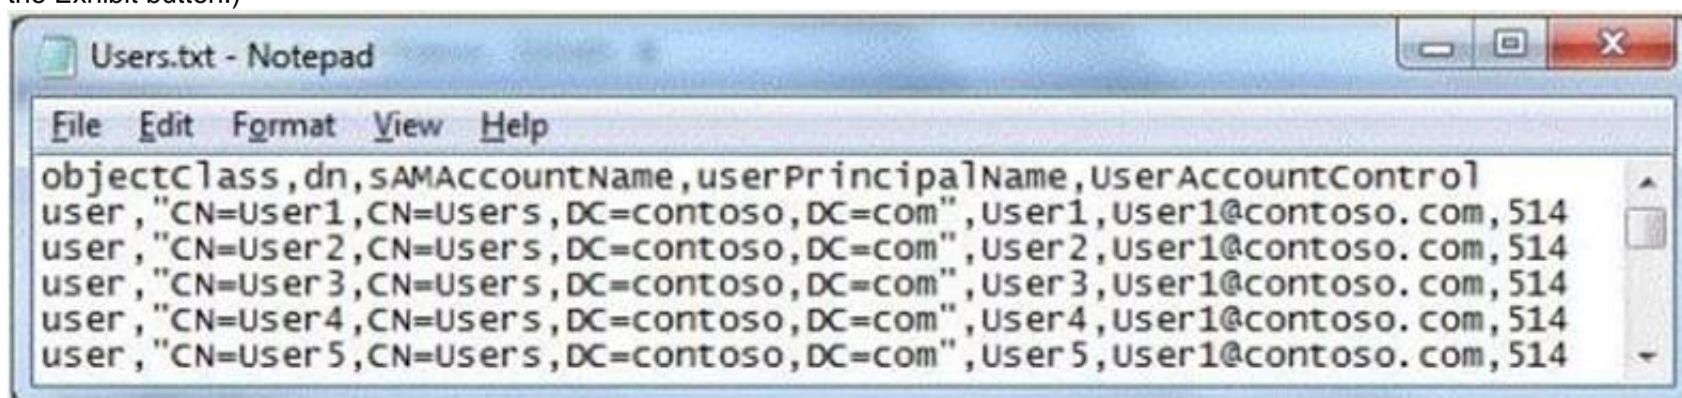 the Exhibit button.)
Users.txt - Notepad
File Edit Format View Help
objectClass,dn,sAMAccountName,userPrincipalName,UserAccountControl
user,"CN=User1,CN=Users,DC=contoso,DC=com",User1,User1@contoso.com,514
user,"CN=User2,CN=Users,DC=contoso,DC=com",User2,User1@contoso.com,514
user,"CN=User3,CN=Users,DC=contoso,DC=com",User3,User1@contoso.com,514
user,"CN=User4,CN=Users,DC=contoso,DC=com",User4,User1@contoso.com,514
user,"CN=User5,CN=Users,DC=contoso,DC=com",User5,User1@contoso.com,514